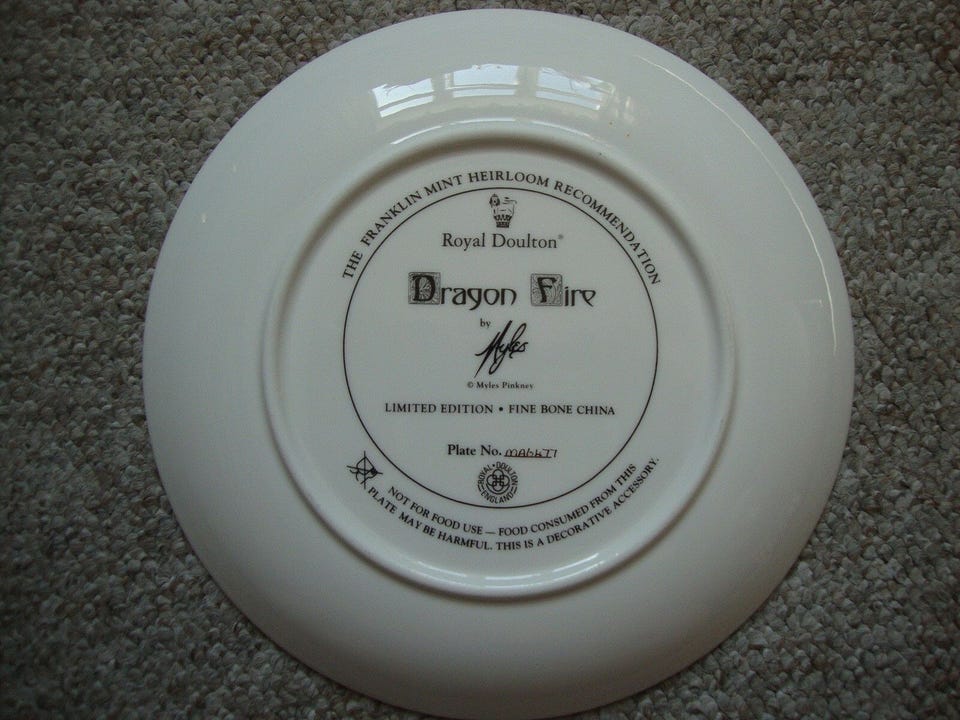 THE FRANKLIN MINT HEIRLOOM RECOMMENDATION
Royal Doulton®
Dragon Fire
by
Myles
© Myles Pinkney
LIMITED EDITION • FINE BONE CHINA
Plate No.
ROYAL • DOULTON
ENGLAND
NOT FOR FOOD USE — FOOD CONSUMED FROM THIS
PLATE MAY BE HARMFUL. THIS IS A DECORATIVE ACCESSORY.